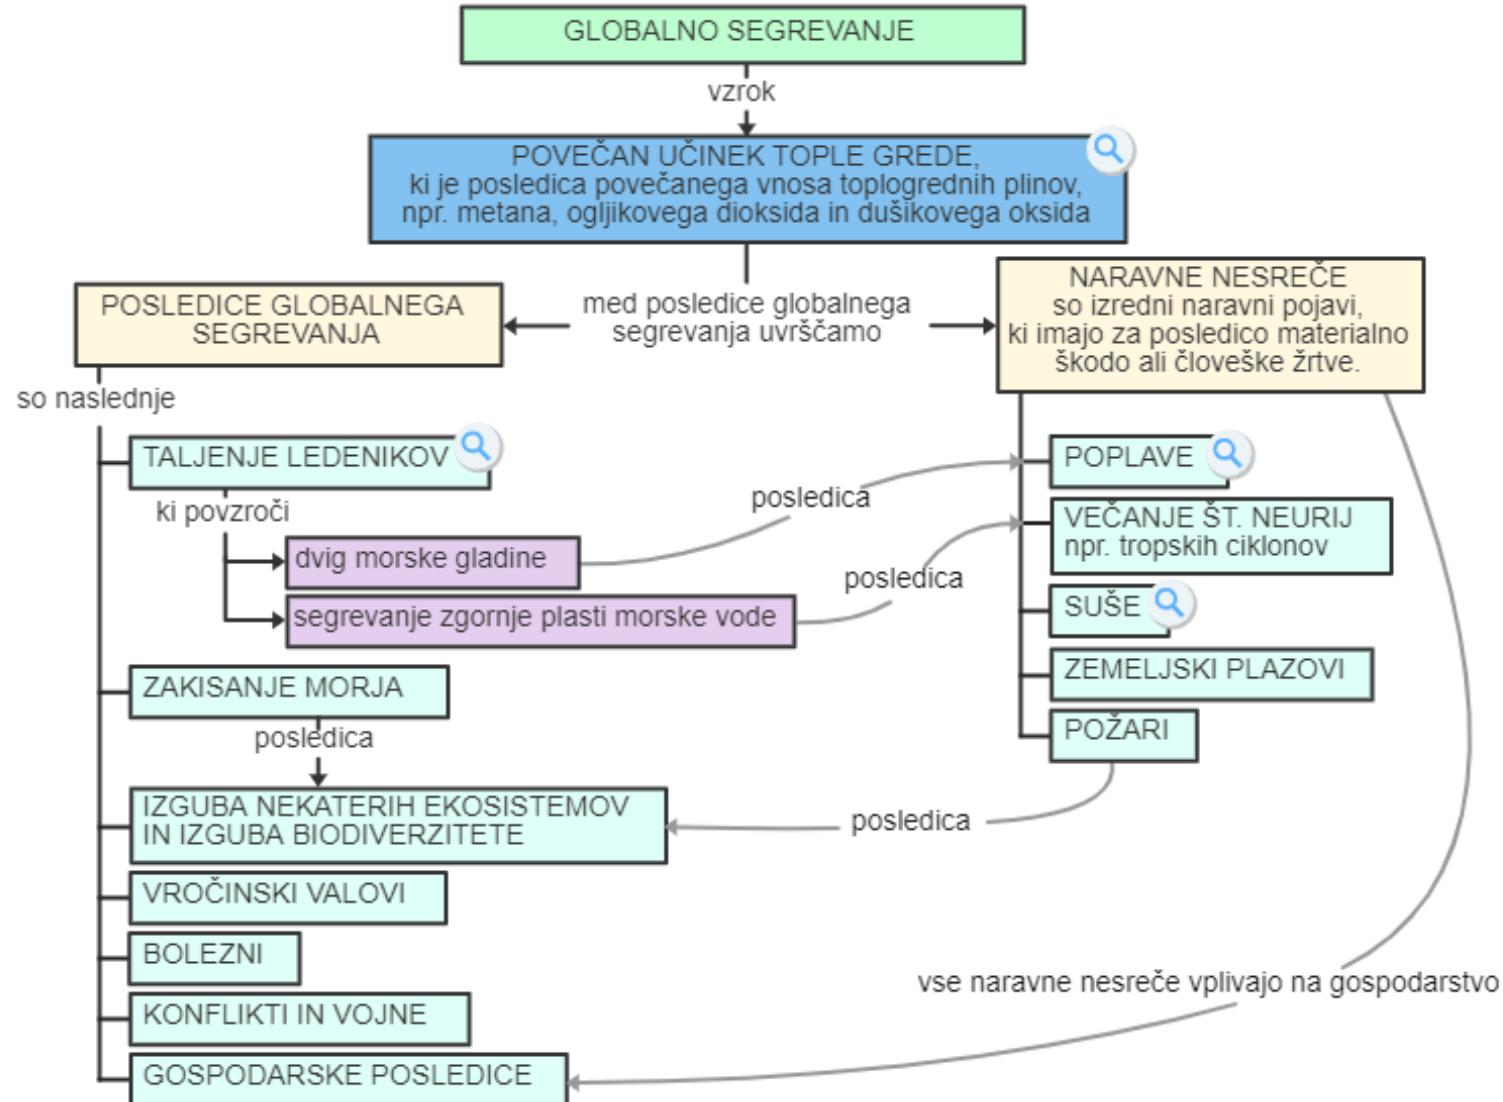 GLOBALNO SEGREVANJE
vzrok
POVEČAN UČINEK TOPLE GREDE,
ki je posledica povečanega vnosa toplogrednih plinov,
npr. metana, ogljikovega dioksida in dušikovega oksida
POSLEDICE GLOBALNEGA
SEGREVANJA
med posledice globalnega
segrevanja uvrščamo
NARAVNE NESREČE
so izredni naravni pojavi,
ki imajo za posledico materialno
škodo ali človeške žrtve.
so naslednje
TALJENJE LEDENIKOV
ki povzroči
dvig morske gladine
segrevanje zgornje plasti morske vode
posledica
posledica
POPLAVE
VEČANJE ŠT. NEURIJ
npr. tropskih ciklonov
SUŠE
ZEMELJSKI PLAZOVI
POŽARI
ZAKISANJE MORJA
posledica
IZGUBA NEKATERIH EKOSISTEMOV
IN IZGUBA BIODIVERZITETE
posledica
VROČINSKI VALOVI
BOLEZNI
KONFLIKTI IN VOJNE
GOSPODARSKE POSLEDICE
vse naravne nesreče vplivajo na gospodarstvo